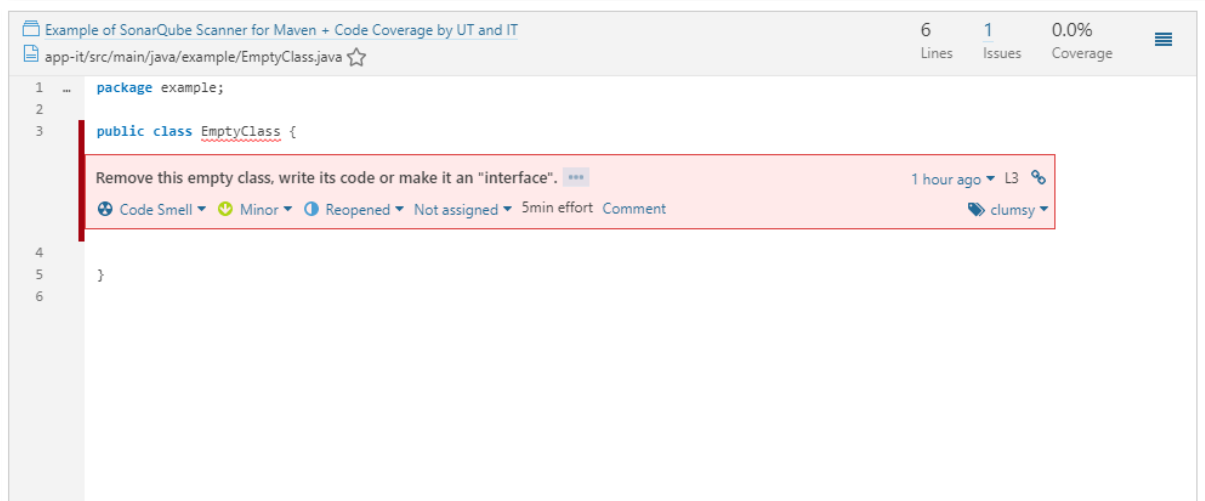 Example of SonarQube Scanner for Maven + Code Coverage by UT and IT
app-it/src/main/java/example/EmptyClass.java
6 1 0.0%
Lines Issues Coverage
1 … package example;
2
3 public class EmptyClass {
Remove this empty class, write its code or make it an "interface". ••• 1 hour ago L3
Code Smell Minor Reopened Not assigned 5min effort Comment clumsy
4
5 }
6